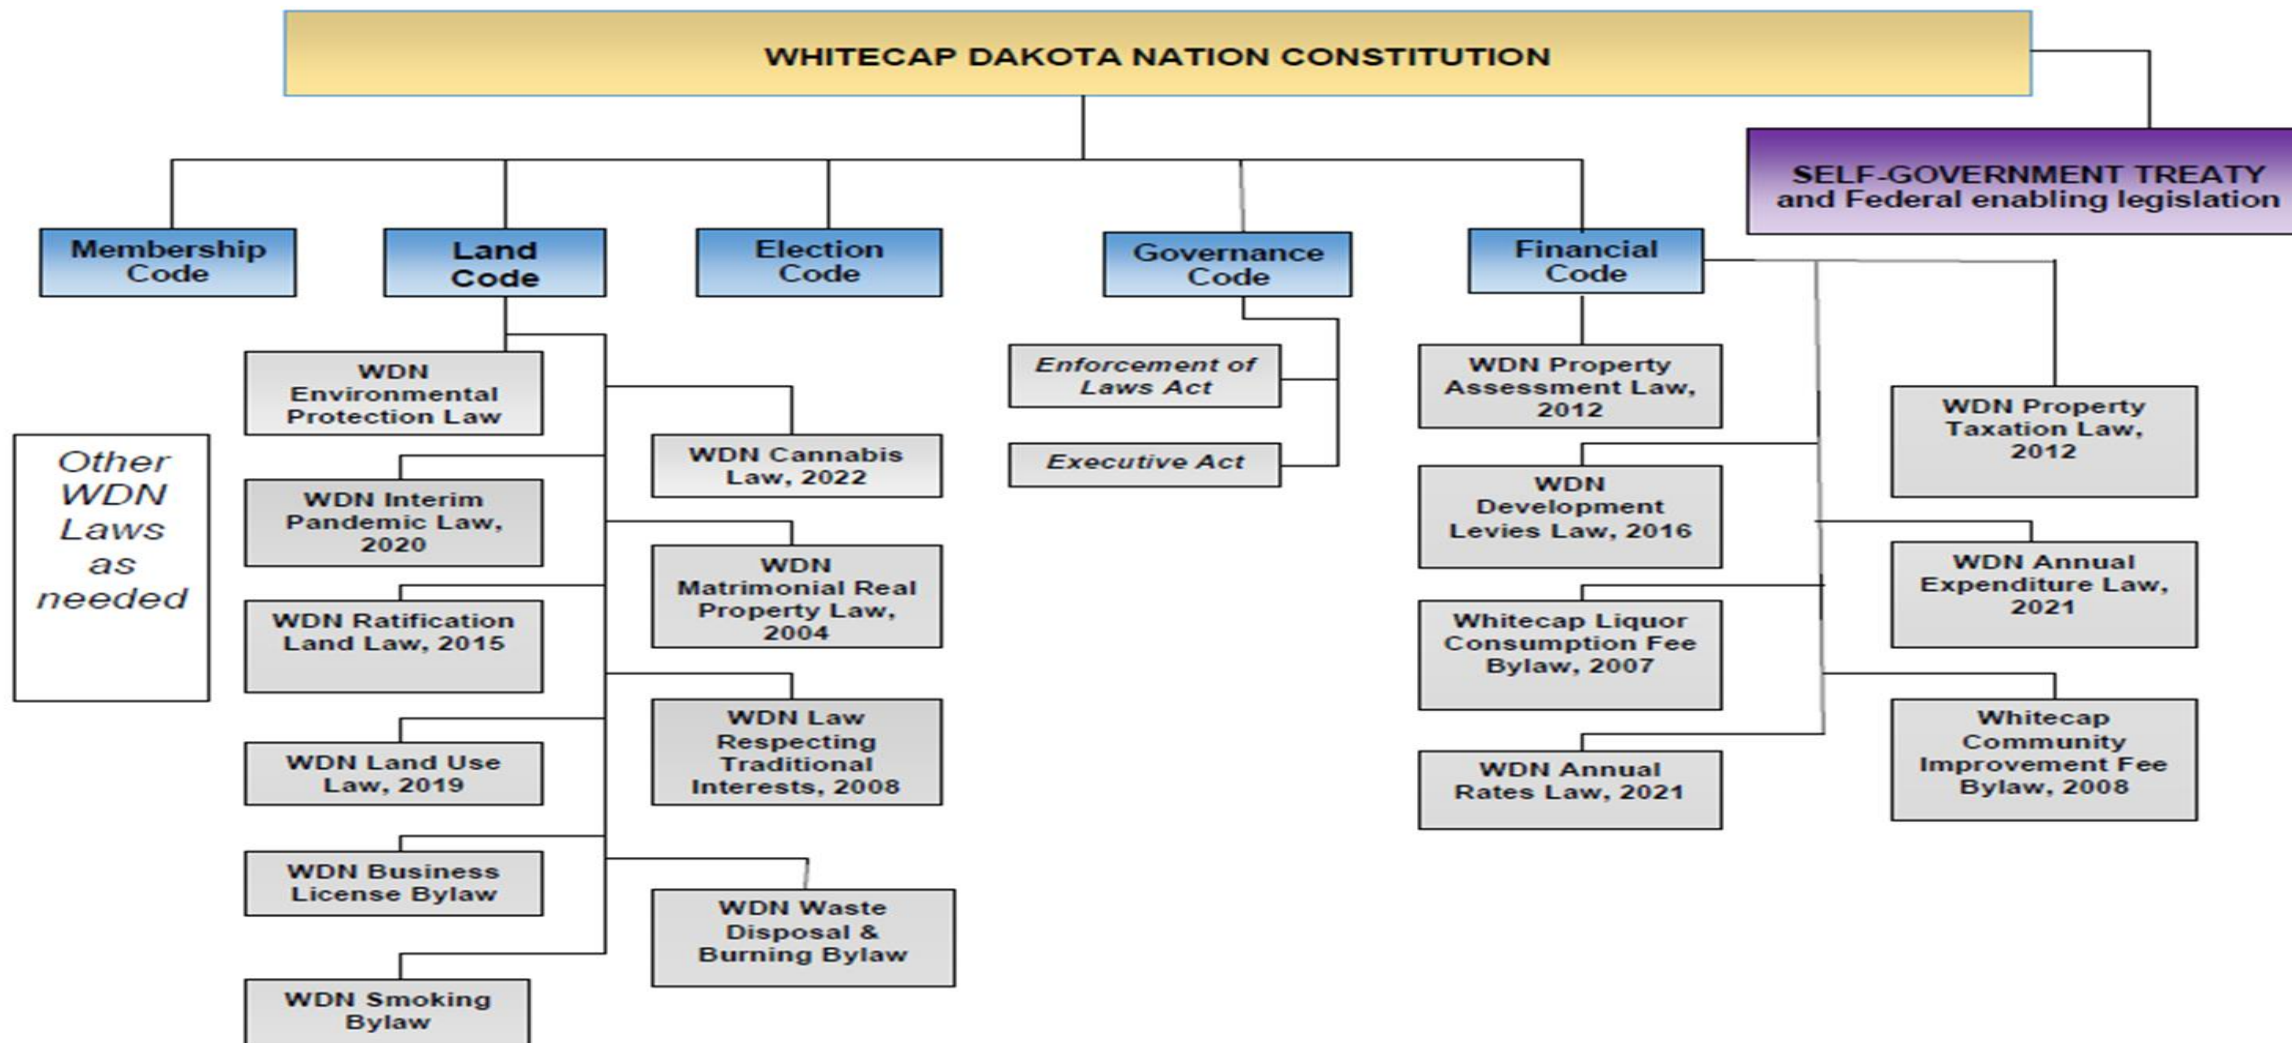 WHITECAP DAKOTA NATION CONSTITUTION
SELF-GOVERNMENT TREATY
and Federal enabling legislation
Membership
Code
Land
Code
Election
Code
Governance
Code
Financial
Code
Other
WDN
Laws
as
needed
WDN
Environmental
Protection Law
WDN Interim
Pandemic Law,
2020
WDN Ratification
Land Law, 2015
WDN Land Use
Law, 2019
WDN Business
License Bylaw
WDN Smoking
Bylaw
WDN Cannabis
Law, 2022
WDN
Matrimonial Real
Property Law,
2004
WDN Law
Respecting
Traditional
Interests, 2008
WDN Waste
Disposal &
Burning Bylaw
Enforcement of
Laws Act
Executive Act
WDN Property
Assessment Law,
2012
WDN
Development
Levies Law, 2016
Whitecap Liquor
Consumption Fee
Bylaw, 2007
WDN Annual
Rates Law, 2021
WDN Property
Taxation Law,
2012
WDN Annual
Expenditure Law,
2021
Whitecap
Community
Improvement Fee
Bylaw, 2008